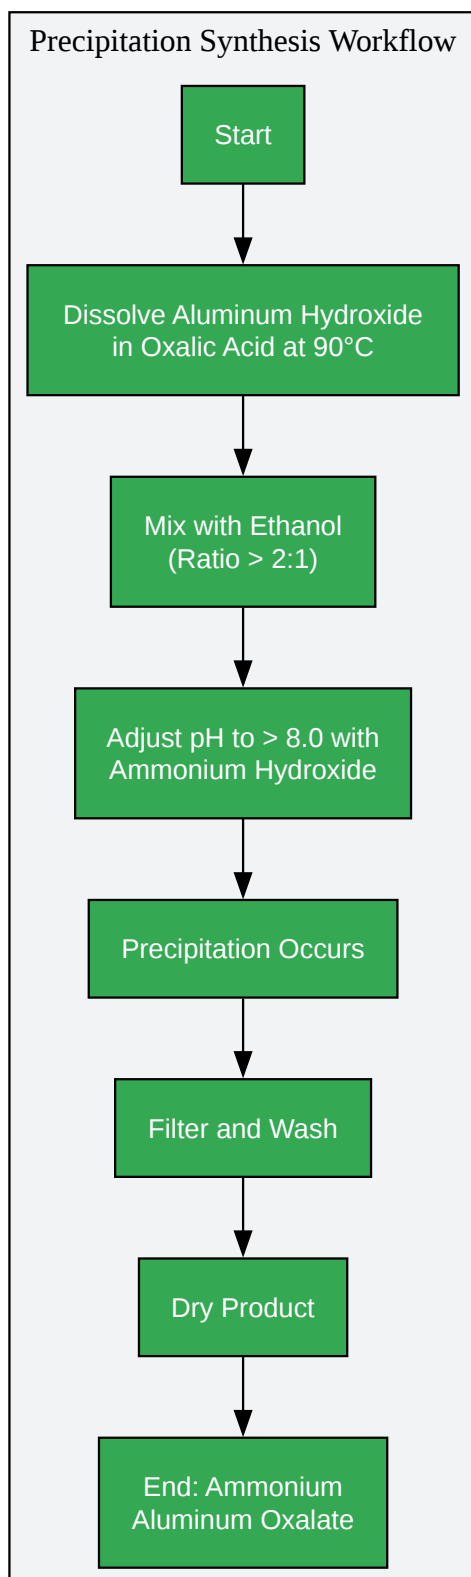 Precipitation Synthesis Workflow
Start
Dissolve Aluminum Hydroxide
in Oxalic Acid at 90°C
Mix with Ethanol
(Ratio > 2:1)
Adjust pH to > 8.0 with
Ammonium Hydroxide
Precipitation Occurs
Filter and Wash
Dry Product
End: Ammonium
Aluminum Oxalate